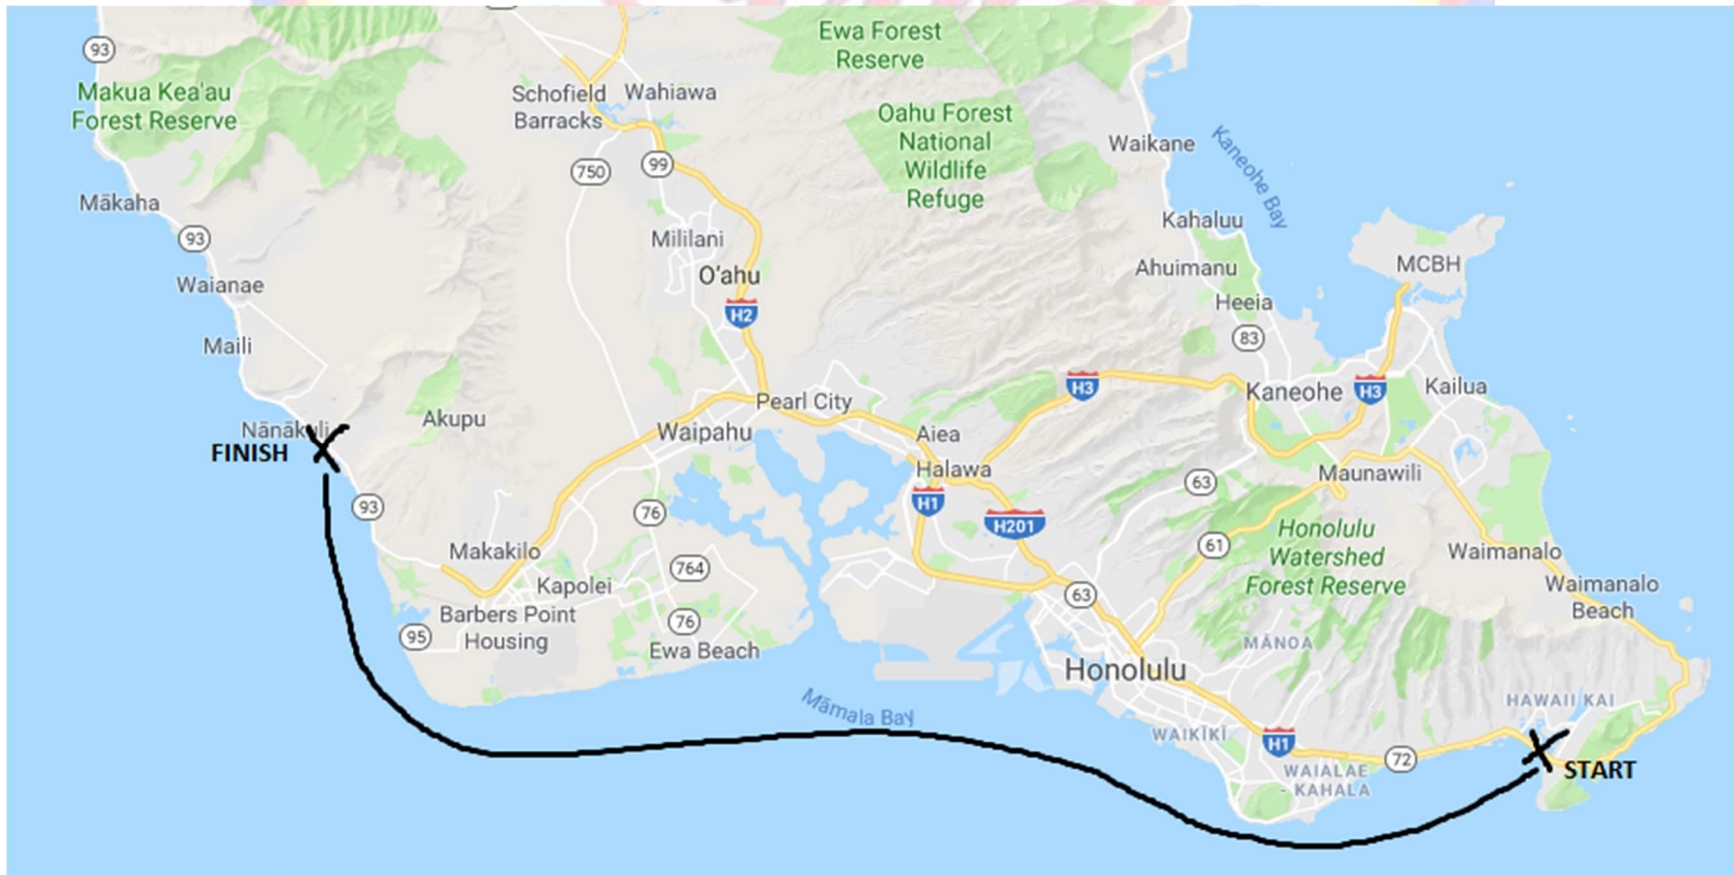 93
Ewa Forest
Reserve
Makua Kea'au
Forest Reserve
Schofield
Barracks
Wahiawa
Oahu Forest
National
Wildlife
Refuge
Waikane
Kaneohe Bay
750
99
Mākaha
93
Kahaluu
Mililani
O'ahu
MCBH
Ahuimanu
Waianae
Heeia
H2
83
Maili
H3
Kaneohe
H3
Kailua
Pearl City
Akupu
Nānākuli
FINISH
Waipahu
Aiea
Halawa
Maunawili
63
93
76
H1
H201
Honolulu
Watershed
Forest Reserve
61
Makakilo
Waimanalo
764
Kapolei
Waimanalo
Beach
63
Barbers Point
Housing
95
76
Ewa Beach
MĀNOA
Honolulu
Māmala Bay
HAWAII KAI
WAIKĪKĪ
H1
72
WAIALAE
- KAHALA
START